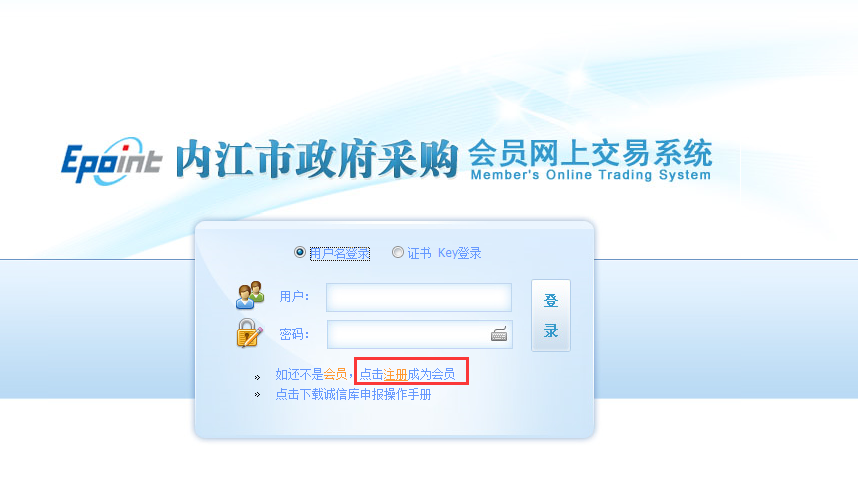 Epoint 内江市政府采购 会员网上交易系统
Member's Online Trading System
用户名登录 证书 Key登录
用户：
密码：
登录
如还不是会员，点击注册成为会员
点击下载诚信库申报操作手册